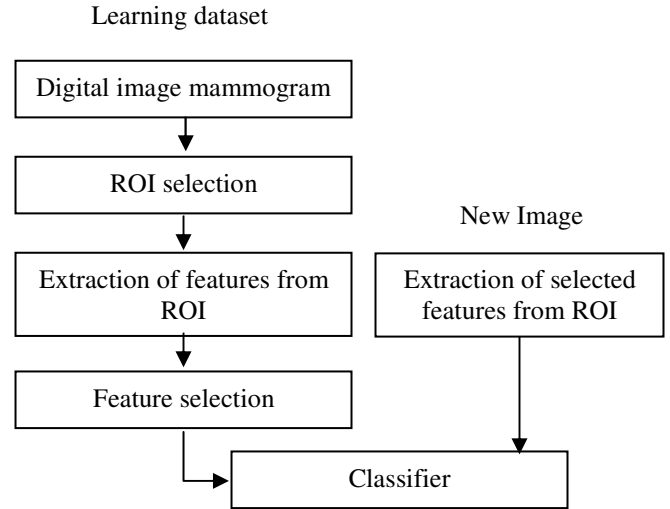 Learning dataset
Digital image mammogram
ROI selection
Extraction of features from
ROI
Feature selection
New Image
Extraction of selected
features from ROI
Classifier